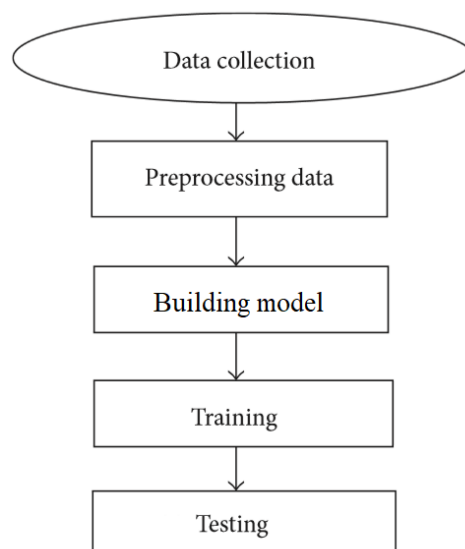 Data collection
Preprocessing data
Building model
Training
Testing